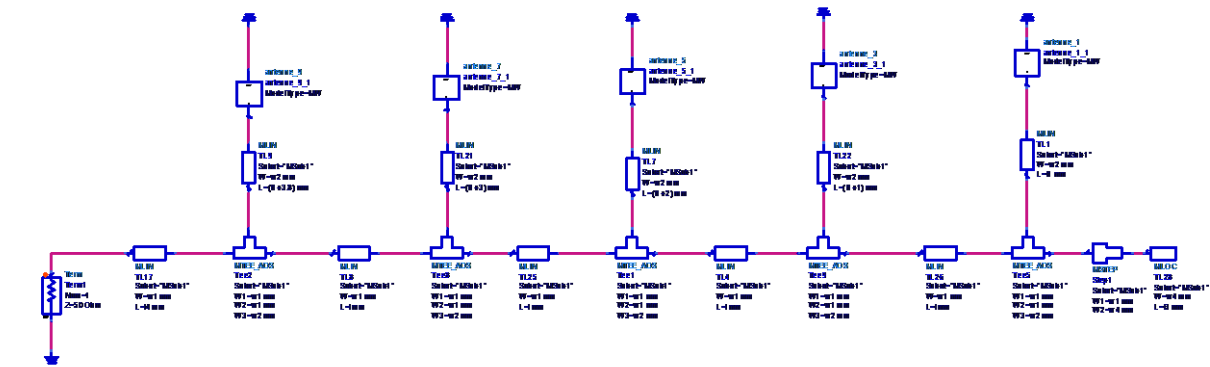 antenne_7
antenne_7_1
ModelType=MW
antenne_5
antenne_5_1
ModelType=MW
antenne_3
antenne_3_1
ModelType=MW
antenne_1
antenne_1_1
ModelType=MW
ModelType=MW
MLIN
TL9
Subst="MSub1"
W=w2 mm
MLIN
TL21
Subst="MSub1"
W=w2 mm
MLIN
TL7
Subst="MSub1"
W=w2 mm
MLIN
TL22
Subst="MSub1"
W=w2 mm
MLIN
TL1
Subst="MSub1"
W=w2 mm
Term
Term1
Num=1
Z=50 Ohm
MLIN
TL17
Subst="MSub1"
W=w1 mm
L=l4 mm
MTEE_ADS
Tee2
Subst="MSub1"
W1=w1 mm
W2=w1 mm
W3=w2 mm
MLIN
Subst="MSub1"
W=w1 mm
L=l mm
MTEE_ADS
Subst="MSub1"
W1=w1 mm
W2=w1 mm
W3=w2 mm
MLIN
TL25
Subst="MSub1"
W=w1 mm
L=l mm
MTEE_ADS
Tee1
Subst="MSub1"
W1=w1 mm
W2=w1 mm
W3=w2 mm
MLIN
TL4
Subst="MSub1"
W=w1 mm
L=l mm
MTEE_ADS
Subst="MSub1"
W1=w1 mm
W2=w1 mm
W3=w2 mm
MLIN
TL26
Subst="MSub1"
W=w1 mm
L=l mm
MTEE_ADS
Tee5
Subst="MSub1"
W1=w1 mm
W2=w1 mm
W3=w2 mm
MSTEP
Step1
Subst="MSub1"
W1=w1 mm
W2=w4 mm
MLOC
TL28
Subst="MSub1"
W=w4 mm